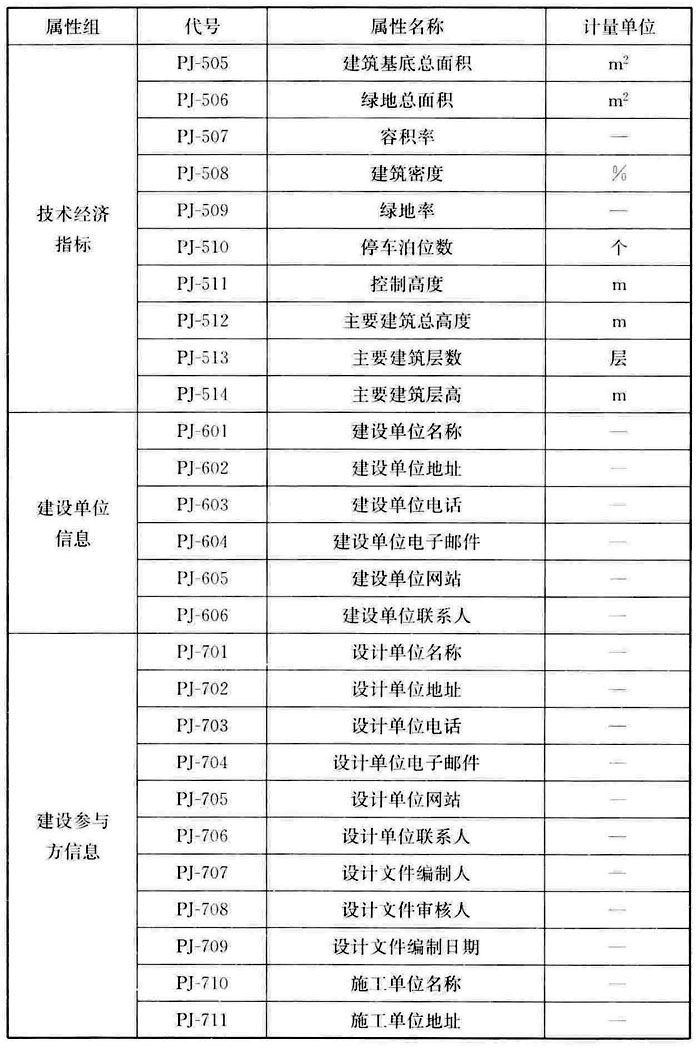 属性组 代号 属性名称 计量单位
技术经济
指标
PJ-505 建筑基底总面积 m²
PJ-506 绿地总面积 m²
PJ-507 容积率 —
PJ-508 建筑密度 %
PJ-509 绿地率 —
PJ-510 停车泊位数 个
PJ-511 控制高度 m
PJ-512 主要建筑总高度 m
PJ-513 主要建筑层数 层
PJ-514 主要建筑层高 m
建设单位
信息
PJ-601 建设单位名称 —
PJ-602 建设单位地址 —
PJ-603 建设单位电话 —
PJ-604 建设单位电子邮件 —
PJ-605 建设单位网站 —
PJ-606 建设单位联系人 —
建设参与
方信息
PJ-701 设计单位名称 —
PJ-702 设计单位地址 —
PJ-703 设计单位电话 —
PJ-704 设计单位电子邮件 —
PJ-705 设计单位网站 —
PJ-706 设计单位联系人 —
PJ-707 设计文件编制人 —
PJ-708 设计文件审核人 —
PJ-709 设计文件编制日期 —
PJ-710 施工单位名称 —
PJ-711 施工单位地址 —